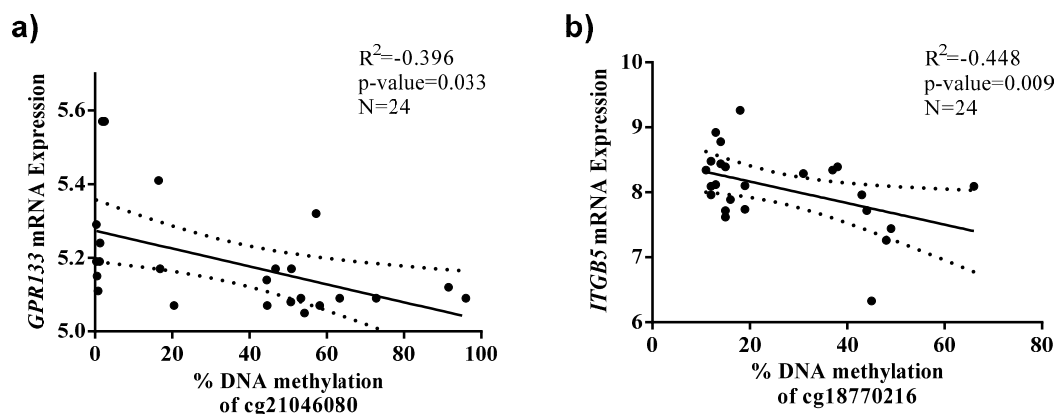 a)
R²=-0.396
p-value=0.033
N=24
GPR133 mRNA Expression
5.6
5.4
5.2
5.0
0 20 40 60 80 100
% DNA methylation
of cg21046080
b)
R²=-0.448
p-value=0.009
N=24
ITGB5 mRNA Expression
10
9
8
7
6
0 20 40 60 80
% DNA methylation
of cg18770216